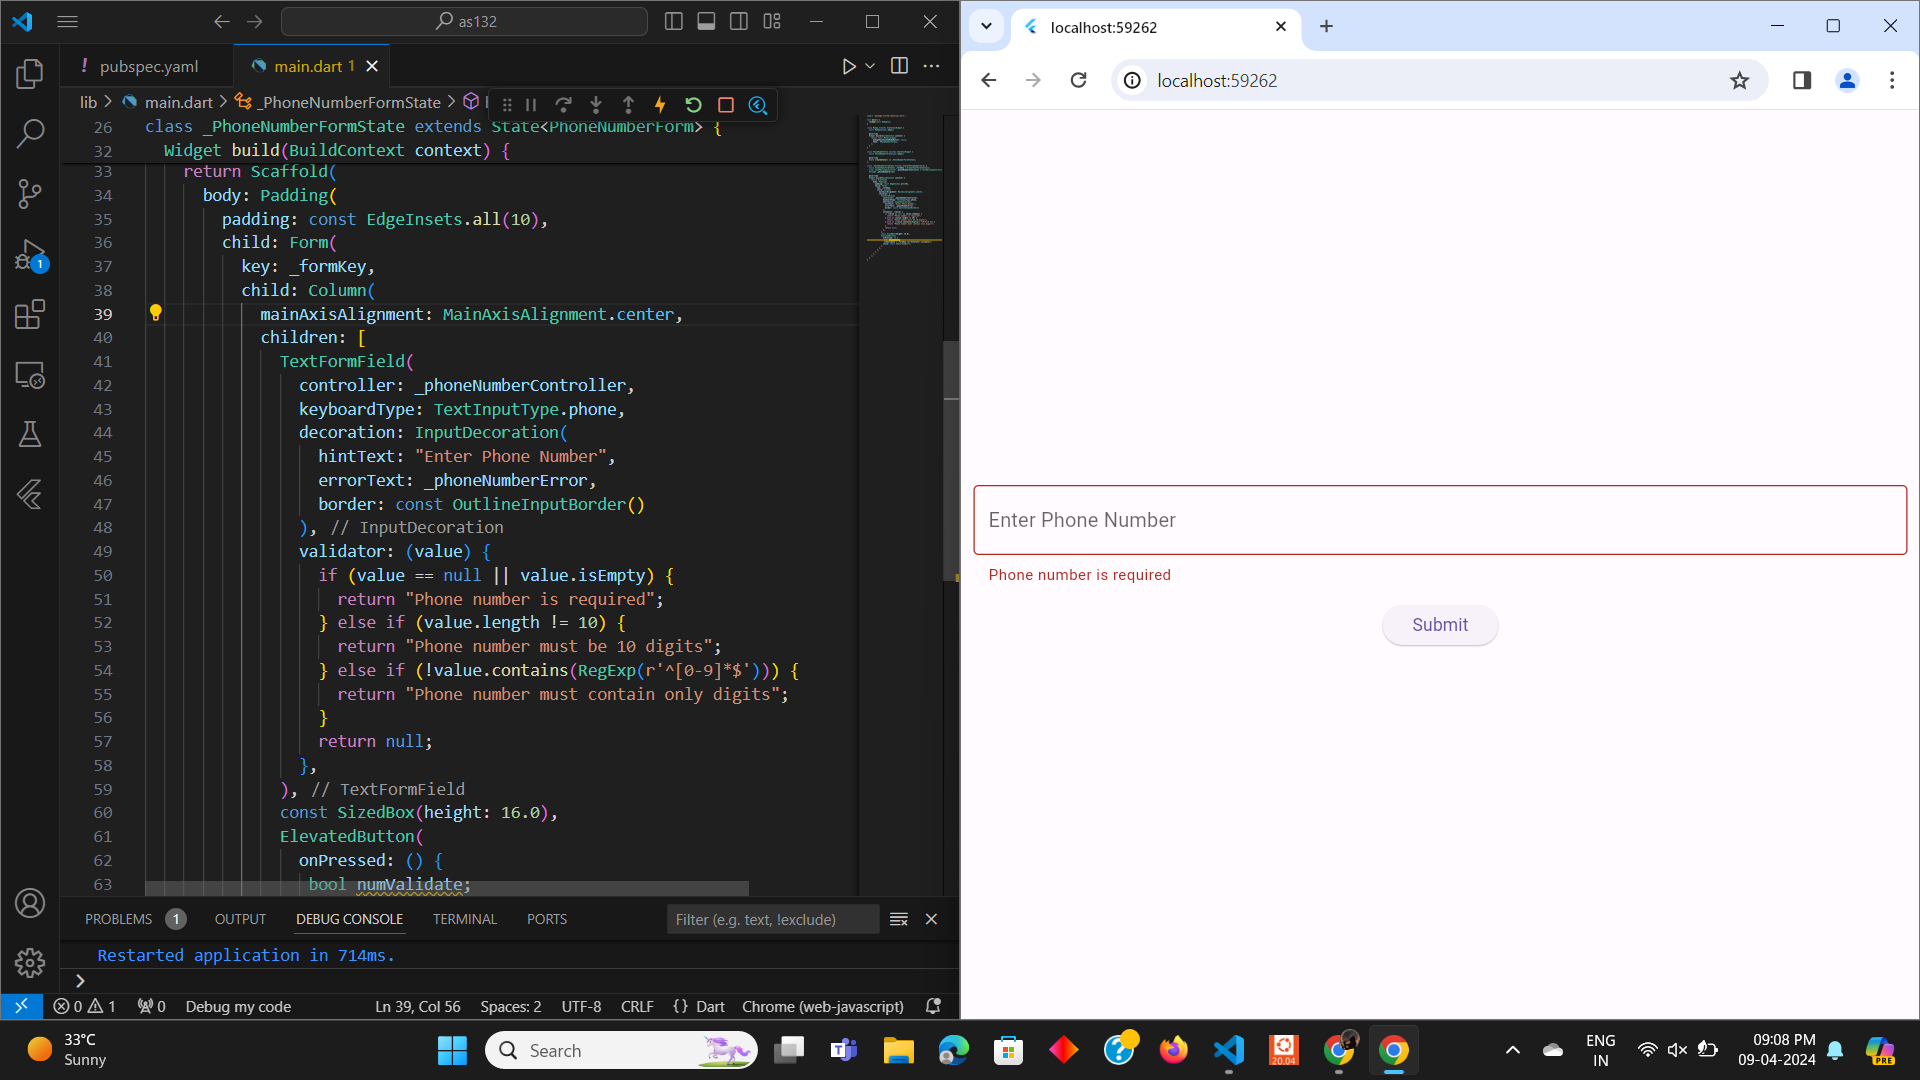 as132
pubspec.yaml
main.dart 1
lib > main.dart > _PhoneNumberFormState >
26 class _PhoneNumberFormState extends State<PhoneNumberForm> {
32 Widget build(BuildContext context) {
33 return Scaffold(
34 body: Padding(
35 padding: const EdgeInsets.all(10),
36 child: Form(
37 key: _formKey,
38 child: Column(
39 mainAxisAlignment: MainAxisAlignment.center,
40 children: [
41 TextFormField(
42 controller: _phoneNumberController,
43 keyboardType: TextInputType.phone,
44 decoration: InputDecoration(
45 hintText: "Enter Phone Number",
46 errorText: _phoneNumberError,
47 border: const OutlineInputBorder()
48 ), // InputDecoration
49 validator: (value) {
50 if (value == null || value.isEmpty) {
51 return "Phone number is required";
52 } else if (value.length != 10) {
53 return "Phone number must be 10 digits";
54 } else if (!value.contains(RegExp(r'^[0-9]*$'))) {
55 return "Phone number must contain only digits";
56 }
57 return null;
58 },
59 ), // TextFormField
60 const SizedBox(height: 16.0),
61 ElevatedButton(
62 onPressed: () {
63 bool numValidate;
PROBLEMS 1 OUTPUT DEBUG CONSOLE TERMINAL PORTS
Filter (e.g. text, !exclude)
Restarted application in 714ms.
0 1 0 Debug my code Ln 39, Col 56 Spaces: 2 UTF-8 CRLF {} Dart Chrome (web-javascript)
localhost:59262
localhost:59262
Enter Phone Number
Phone number is required
Submit
33°C
Sunny
Search
20.04
ENG
IN
09:08 PM
09-04-2024
PRE